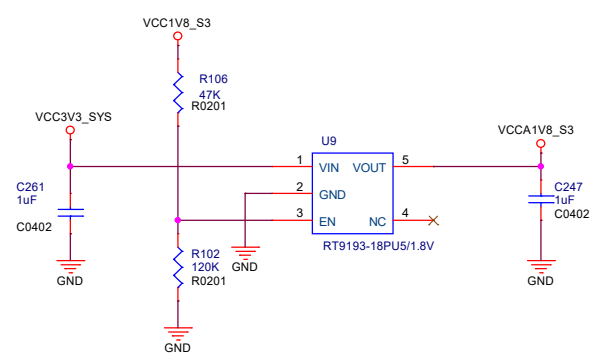 VCC1V8_S3
R106
47K
R0201
VCC3V3_SYS
U9
VCCA1V8_S3
1 VIN VOUT 5
2 GND
3 EN NC 4
C261
1uF
C0402
C247
1uF
C0402
RT9193-18PU5/1.8V
R102
120K
R0201
GND
GND
GND
GND